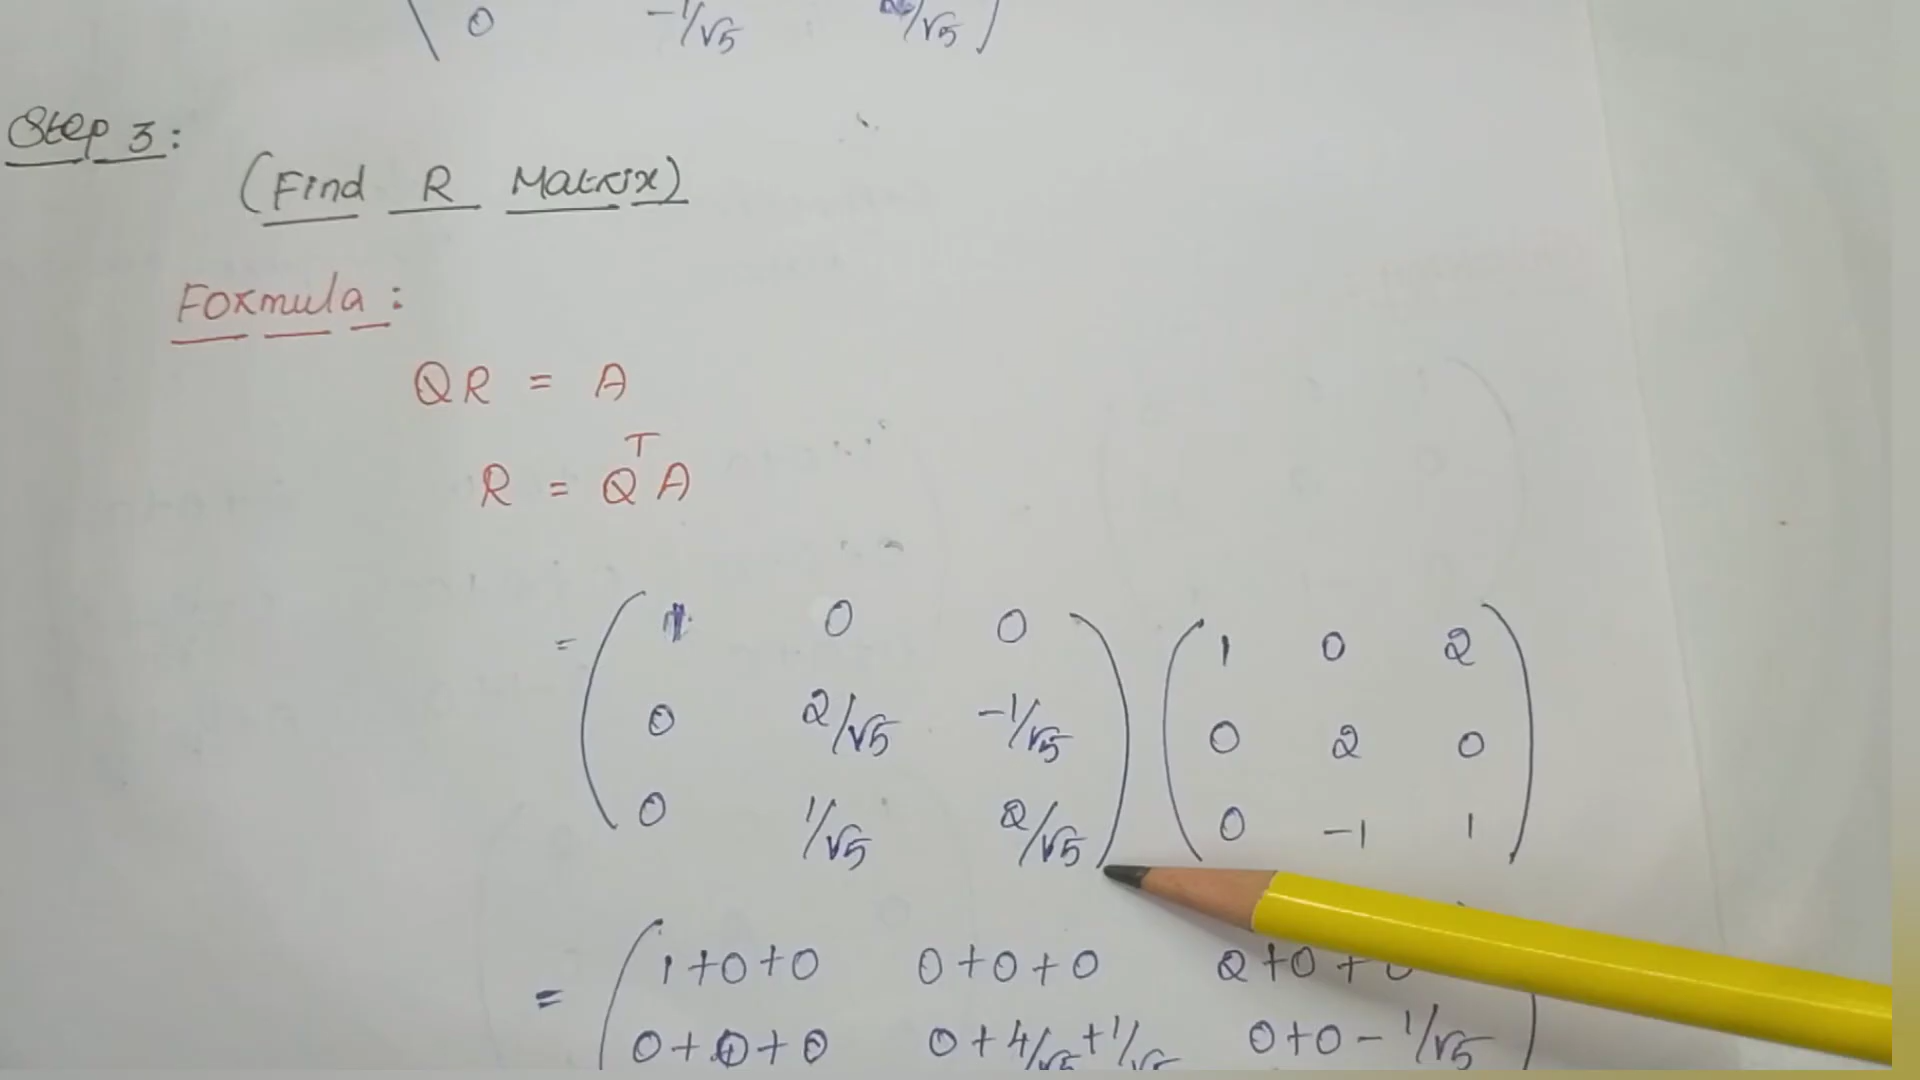 0 -1/√5 2/√5
Step 3:
(Find R Matrix)
Formula:
QR = A
R = Qᵀ A
= ( 1 0 0 ) ( 1 0 2 )
0 2/√5 -1/√5 0 2 0
0 1/√5 2/√5 0 -1 1
= ( 1+0+0 0+0+0 2+0+0
0+0+0 0+4/√5+1/√5 0+0-1/√5 )